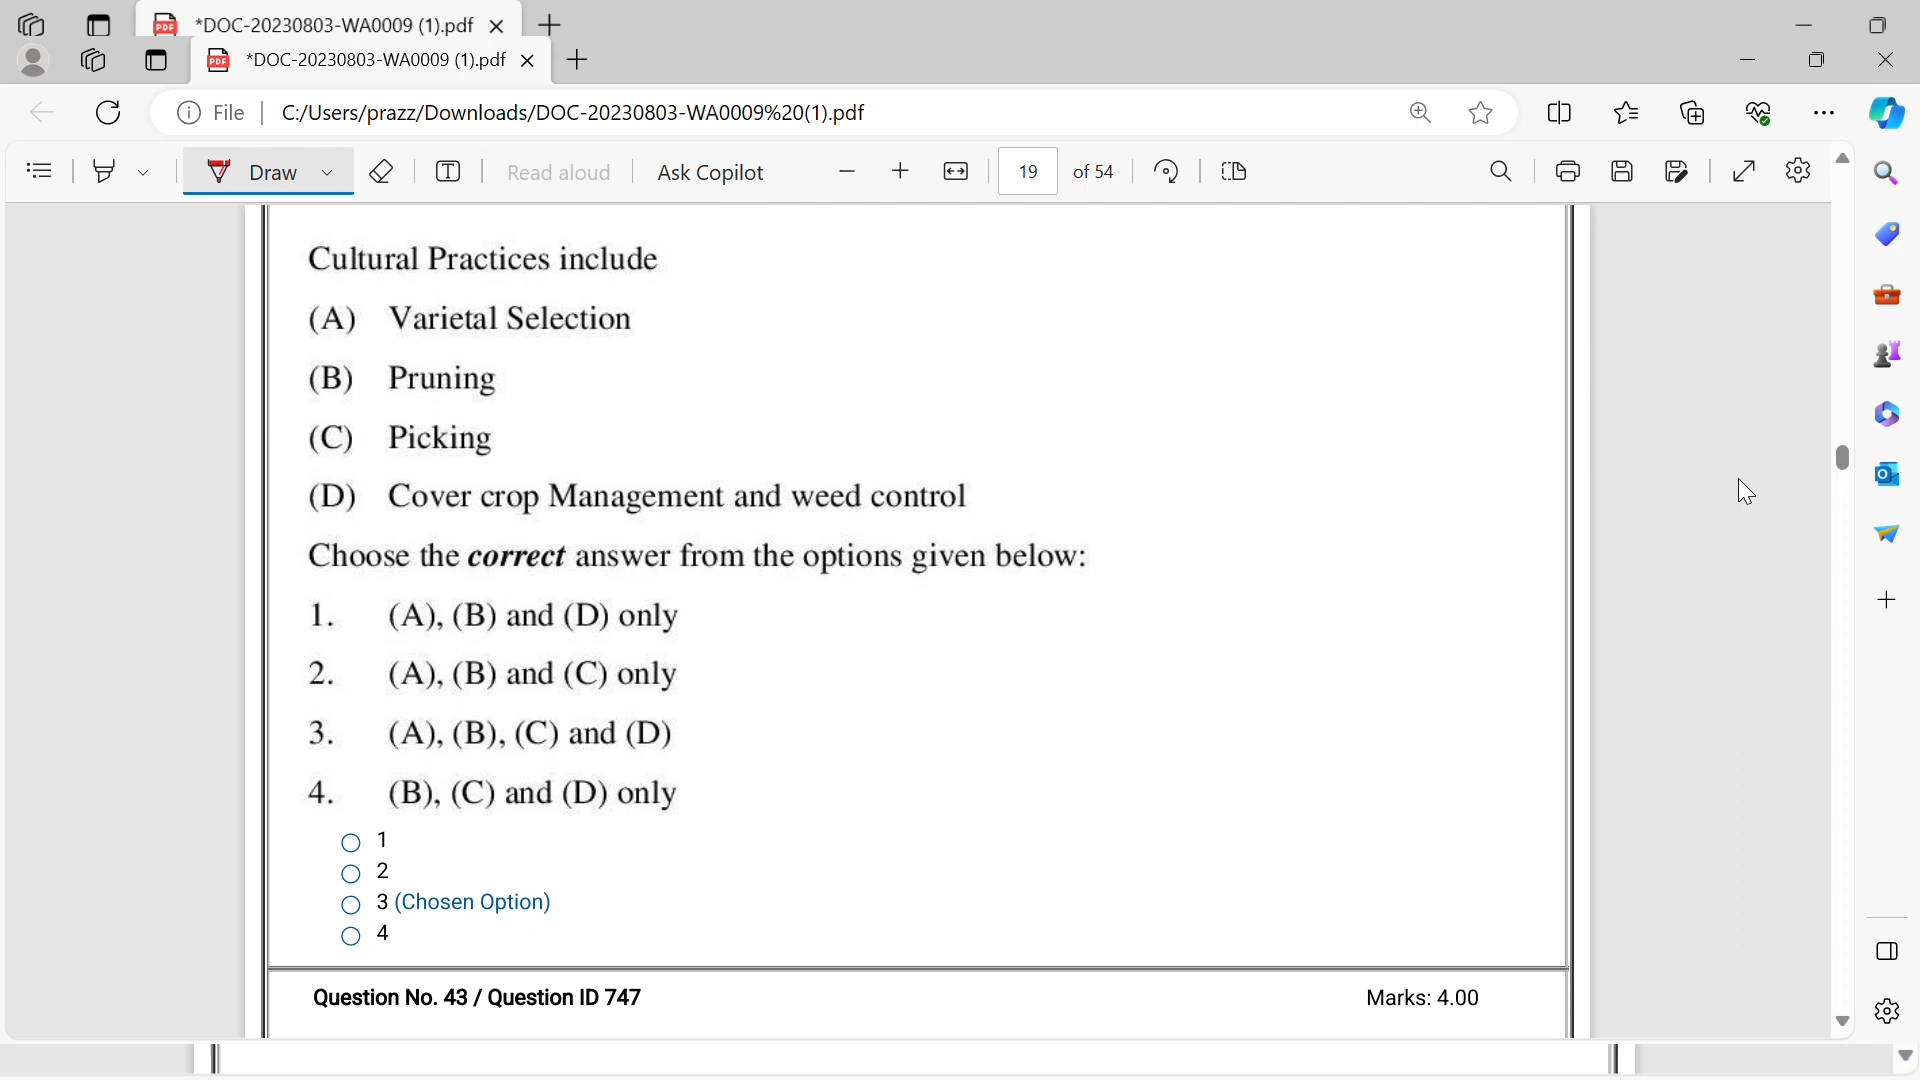 *DOC-20230803-WA0009 (1).pdf
*DOC-20230803-WA0009 (1).pdf
File
C:/Users/prazz/Downloads/DOC-20230803-WA0009%20(1).pdf
Draw
Read aloud
Ask Copilot
19 of 54
Cultural Practices include
(A) Varietal Selection
(B) Pruning
(C) Picking
(D) Cover crop Management and weed control
Choose the correct answer from the options given below:
1. (A), (B) and (D) only
2. (A), (B) and (C) only
3. (A), (B), (C) and (D)
4. (B), (C) and (D) only
1
2
3 (Chosen Option)
4
Question No. 43 / Question ID 747 Marks: 4.00